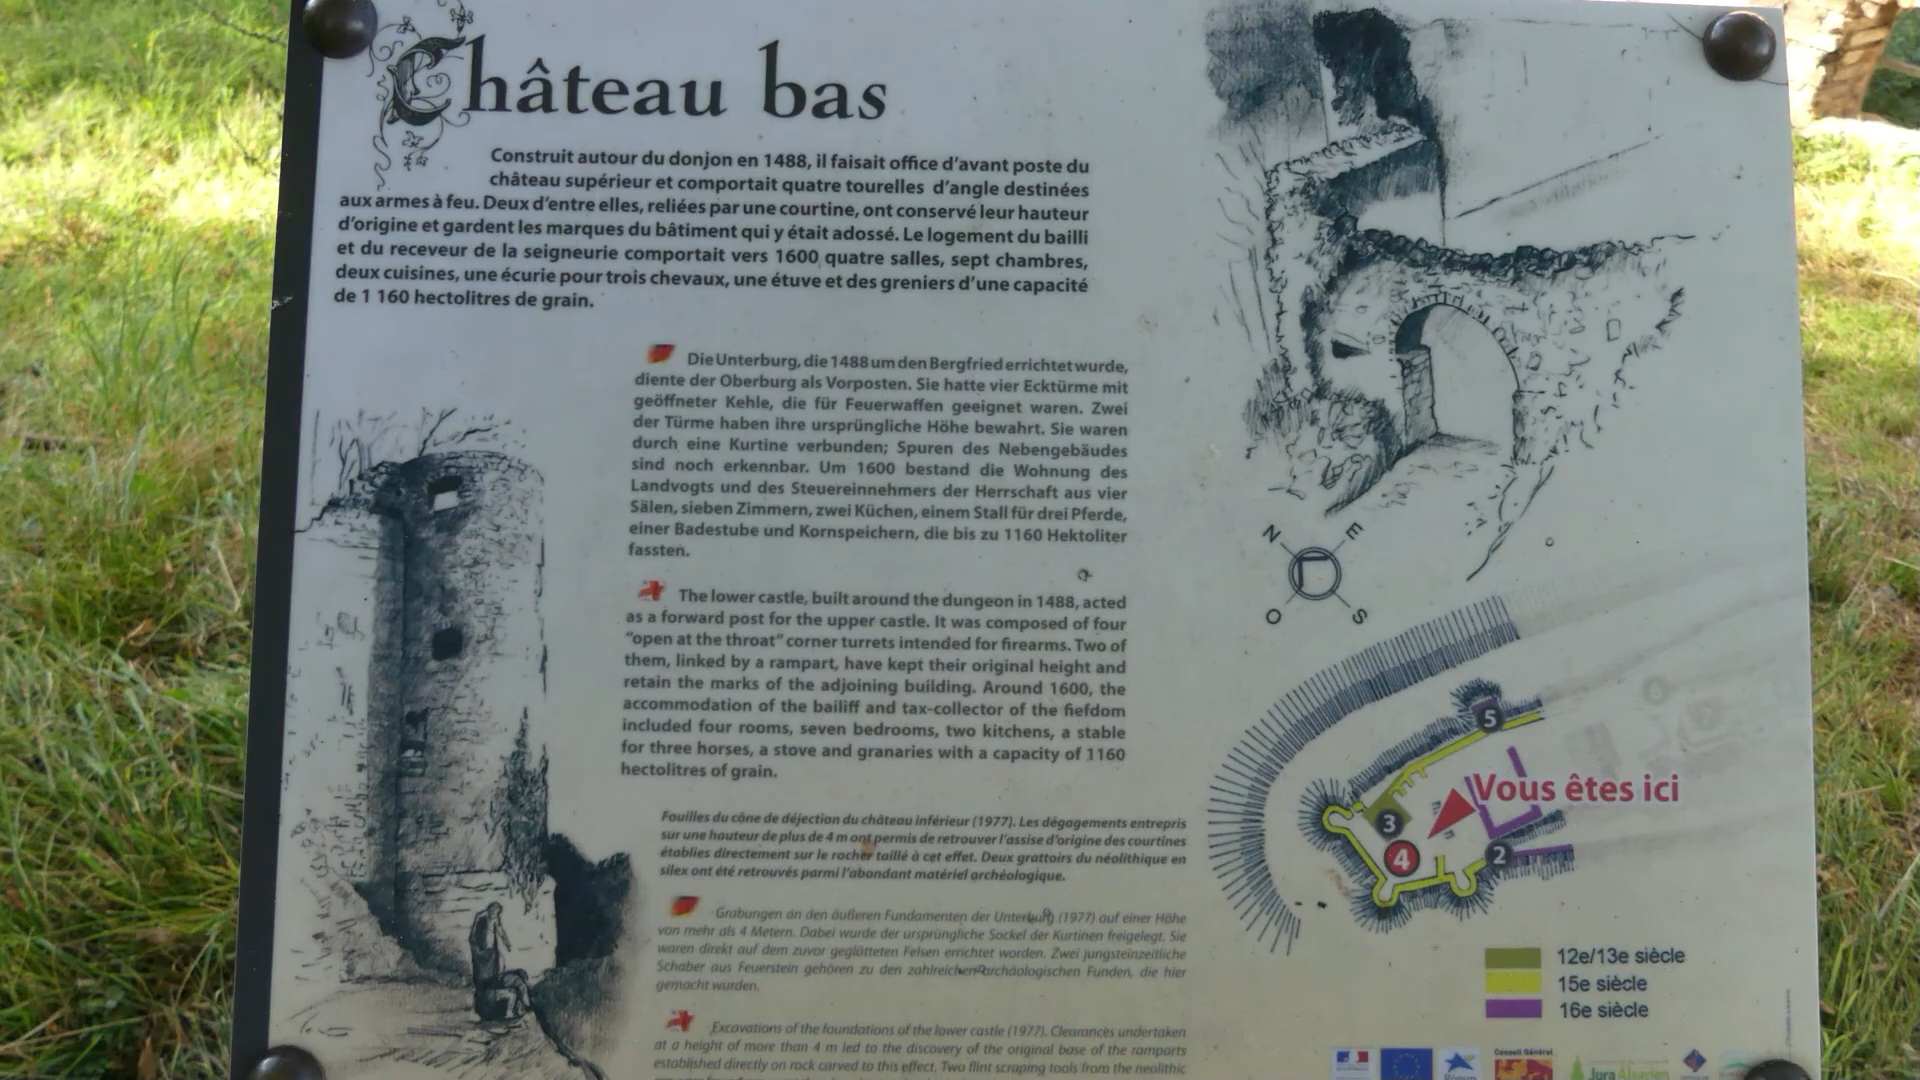 Château bas
Construit autour du donjon en 1488, il faisait office d'avant poste du
château supérieur et comportait quatre tourelles d'angle destinées
aux armes à feu. Deux d'entre elles, reliées par une courtine, ont conservé leur hauteur
d'origine et gardent les marques du bâtiment qui y était adossé. Le logement du bailli
et du receveur de la seigneurie comportait vers 1600 quatre salles, sept chambres,
deux cuisines, une écurie pour trois chevaux, une étuve et des greniers d'une capacité
de 1 160 hectolitres de grain.
Die Unterburg, die 1488 um den Bergfried errichtet wurde,
diente der Oberburg als Vorposten. Sie hatte vier Ecktürme mit
geöffneter Kehle, die für Feuerwaffen geeignet waren. Zwei
der Türme haben ihre ursprüngliche Höhe bewahrt. Sie waren
durch eine Kurtine verbunden; Spuren des Nebengebäudes
sind noch erkennbar. Um 1600 bestand die Wohnung des
Landvogts und des Steuereinnehmers der Herrschaft aus vier
Sälen, sieben Zimmern, zwei Küchen, einem Stall für drei Pferde,
einer Badestube und Kornspeichern, die bis zu 1160 Hektoliter
fassten.
The lower castle, built around the dungeon in 1488, acted
as a forward post for the upper castle. It was composed of four
"open at the throat" corner turrets intended for firearms. Two of
them, linked by a rampart, have kept their original height and
retain the marks of the adjoining building. Around 1600, the
accommodation of the bailiff and tax-collector of the fiefdom
included four rooms, seven bedrooms, two kitchens, a stable
for three horses, a stove and granaries with a capacity of 1160
hectolitres of grain.
Fouilles du cône de déjection du château inférieur (1977). Les dégagements entrepris
sur une hauteur de plus de 4 m ont permis de retrouver l'assise d'origine des courtines
établies directement sur le rocher taillé à cet effet. Deux grattoirs du néolithique en
silex ont été retrouvés parmi l'abondant matériel archéologique.
Grabungen an den äußeren Fundamenten der Unterburg (1977) auf einer Höhe
von mehr als 4 Metern. Dabei wurde der ursprüngliche Sockel der Kurtinen freigelegt. Sie
waren direkt auf dem zuvor geglätteten Felsen errichtet worden. Zwei jungsteinzeitliche
Schaber aus Feuerstein gehören zu den zahlreichen archäologischen Funden, die hier
gemacht wurden.
Excavations of the foundations of the lower castle (1977). Clearances undertaken
at a height of more than 4 m led to the discovery of the original base of the ramparts
established directly on rock carved to this effect. Two flint scraping tools from the neolithic
N E
O S
5
Vous êtes ici
3
4
2
12e/13e siècle
15e siècle
16e siècle
Conseil Général
Jura Alsacien